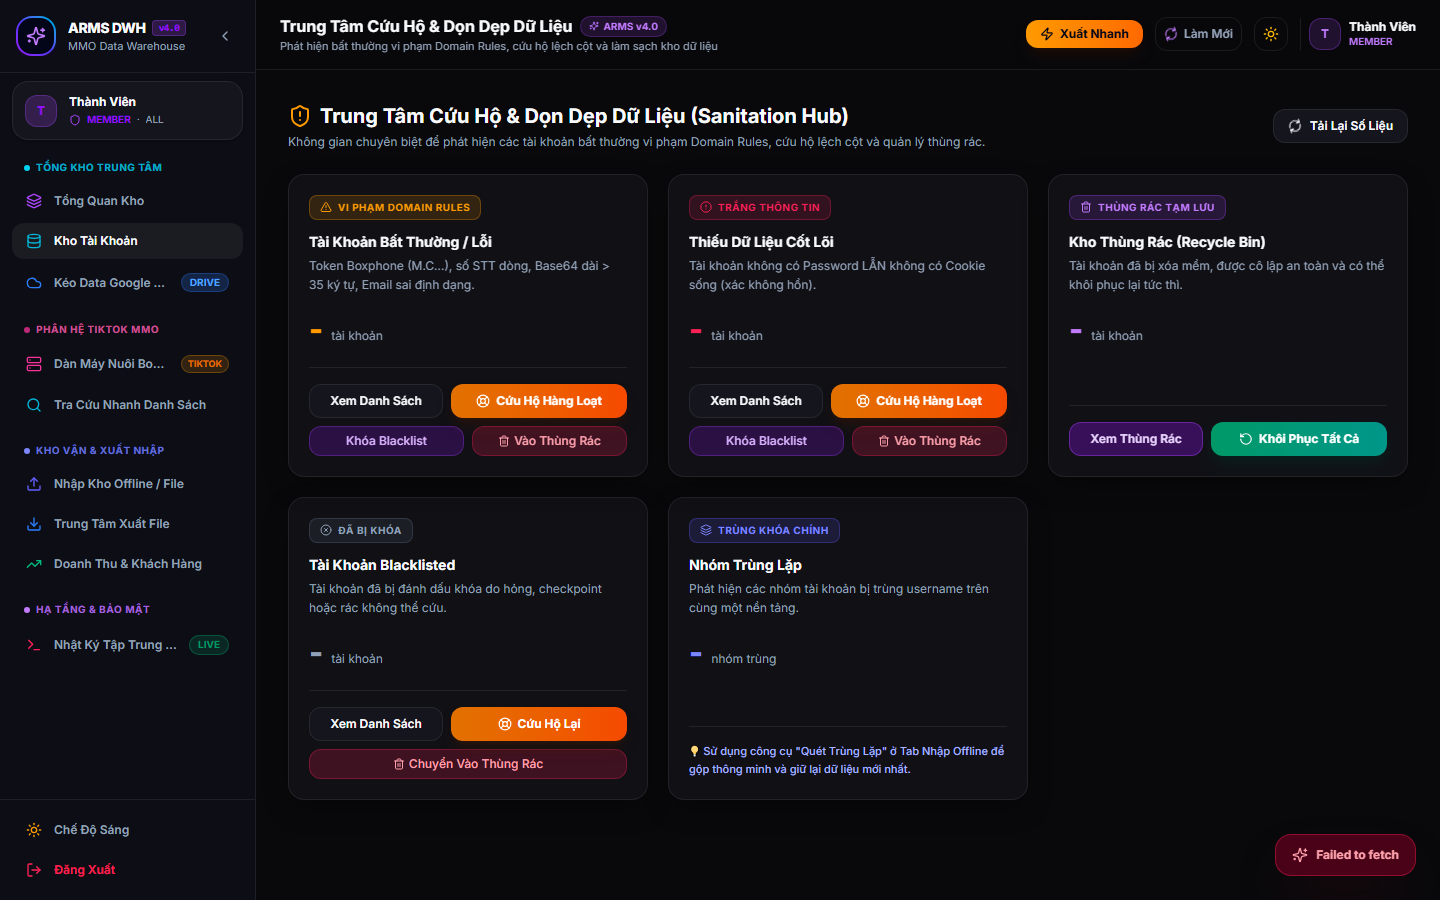 ARMS DWH v4.0
MMO Data Warehouse
T
Thành Viên
MEMBER · ALL
TỔNG KHO TRUNG TÂM
Tổng Quan Kho
Kho Tài Khoản
Kéo Data Google ... DRIVE
PHÂN HỆ TIKTOK MMO
Dàn Máy Nuôi Bo... TIKTOK
Tra Cứu Nhanh Danh Sách
KHO VẬN & XUẤT NHẬP
Nhập Kho Offline / File
Trung Tâm Xuất File
Doanh Thu & Khách Hàng
HẠ TẦNG & BẢO MẬT
Nhật Ký Tập Trung ... LIVE
Chế Độ Sáng
Đăng Xuất
Trung Tâm Cứu Hộ & Dọn Dẹp Dữ Liệu ARMS v4.0
Phát hiện bất thường vi phạm Domain Rules, cứu hộ lệch cột và làm sạch kho dữ liệu
Xuất Nhanh
Làm Mới
T
Thành Viên
MEMBER
Trung Tâm Cứu Hộ & Dọn Dẹp Dữ Liệu (Sanitation Hub)
Không gian chuyên biệt để phát hiện các tài khoản bất thường vi phạm Domain Rules, cứu hộ lệch cột và quản lý thùng rác.
Tải Lại Số Liệu
VI PHẠM DOMAIN RULES
Tài Khoản Bất Thường / Lỗi
Token Boxphone (M.C...), số STT dòng, Base64 dài >
35 ký tự, Email sai định dạng.
- tài khoản
Xem Danh Sách
Cứu Hộ Hàng Loạt
Khóa Blacklist
Vào Thùng Rác
TRẮNG THÔNG TIN
Thiếu Dữ Liệu Cốt Lõi
Tài khoản không có Password LẪN không có Cookie
sống (xác không hồn).
- tài khoản
Xem Danh Sách
Cứu Hộ Hàng Loạt
Khóa Blacklist
Vào Thùng Rác
THÙNG RÁC TẠM LƯU
Kho Thùng Rác (Recycle Bin)
Tài khoản đã bị xóa mềm, được cô lập an toàn và có thể
khôi phục lại tức thì.
- tài khoản
Xem Thùng Rác
Khôi Phục Tất Cả
ĐÃ BỊ KHÓA
Tài Khoản Blacklisted
Tài khoản đã bị đánh dấu khóa do hỏng, checkpoint
hoặc rác không thể cứu.
- tài khoản
Xem Danh Sách
Cứu Hộ Lại
Chuyển Vào Thùng Rác
TRÙNG KHÓA CHÍNH
Nhóm Trùng Lặp
Phát hiện các nhóm tài khoản bị trùng username trên
cùng một nền tảng.
- nhóm trùng
Sử dụng công cụ "Quét Trùng Lặp" ở Tab Nhập Offline để
gộp thông minh và giữ lại dữ liệu mới nhất.
Failed to fetch